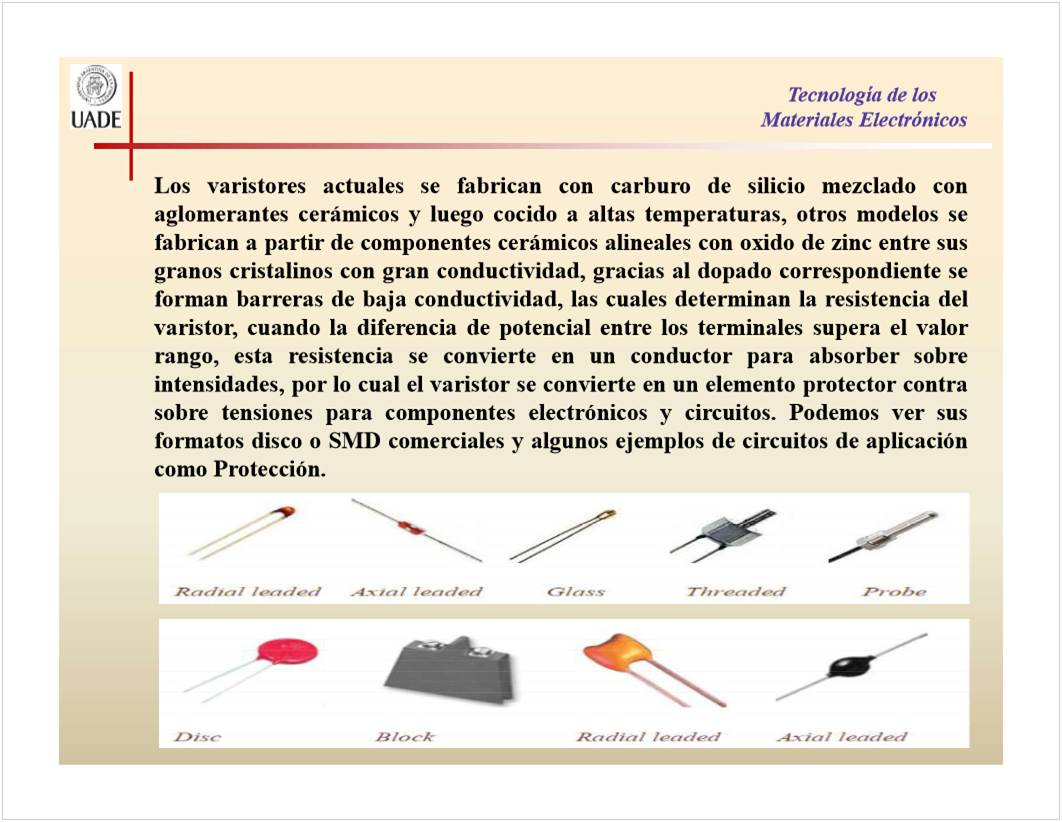 UADE
Tecnología de los
Materiales Electrónicos
Los varistores actuales se fabrican con carburo de silicio mezclado con
aglomerantes cerámicos y luego cocido a altas temperaturas, otros modelos se
fabrican a partir de componentes cerámicos alineales con oxido de zinc entre sus
granos cristalinos con gran conductividad, gracias al dopado correspondiente se
forman barreras de baja conductividad, las cuales determinan la resistencia del
varistor, cuando la diferencia de potencial entre los terminales supera el valor
rango, esta resistencia se convierte en un conductor para absorber sobre
intensidades, por lo cual el varistor se convierte en un elemento protector contra
sobre tensiones para componentes electrónicos y circuitos. Podemos ver sus
formatos disco o SMD comerciales y algunos ejemplos de circuitos de aplicación
como Protección.
Radial leaded Axial leaded Glass Threaded Probe
Disc Block Radial leaded Axial leaded